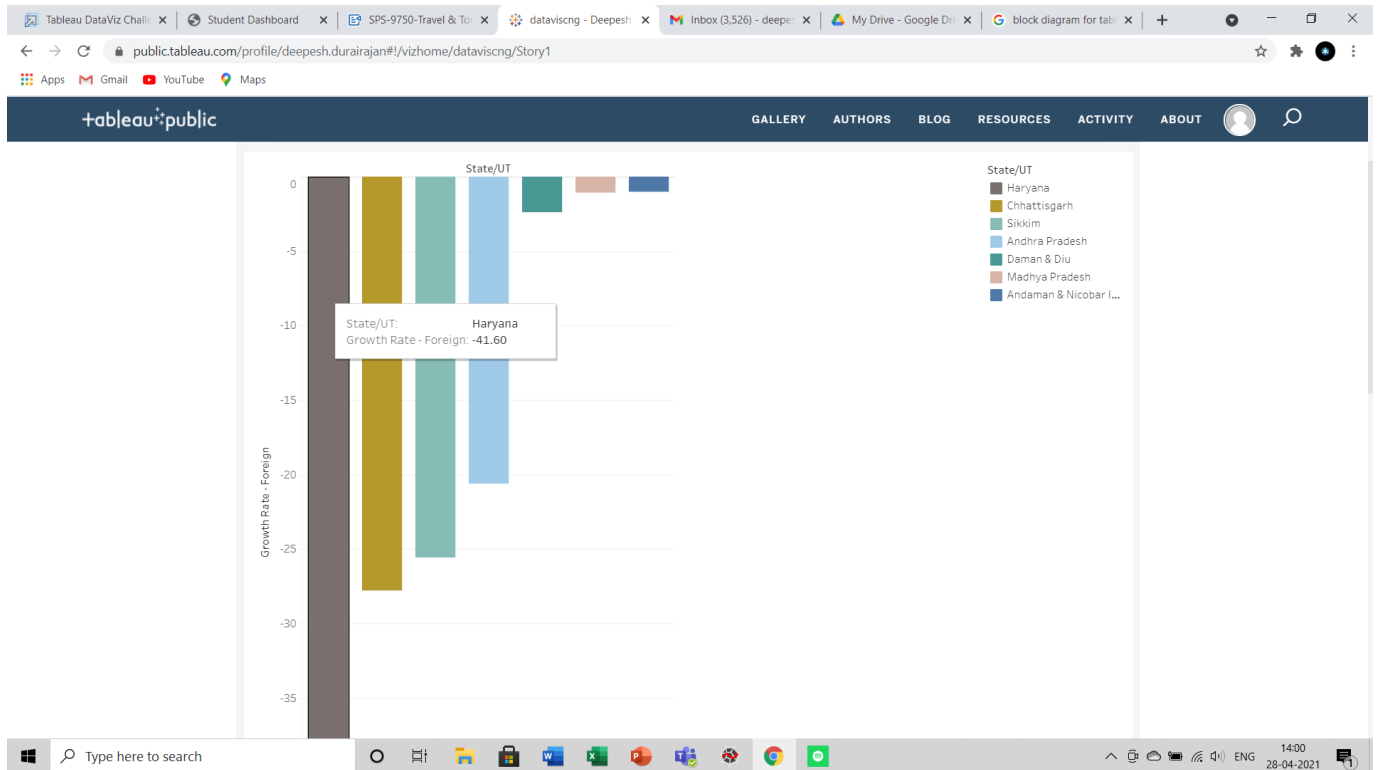 Tableau DataViz Challe
Student Dashboard
SPS-9750-Travel & To
dataviscng - Deepesh
Inbox (3,526) - deepes
My Drive - Google Dri
block diagram for tabl
public.tableau.com/profile/deepesh.durairajan#!/vizhome/dataviscng/Story1
Apps Gmail YouTube Maps
+ableau public
GALLERY AUTHORS BLOG RESOURCES ACTIVITY ABOUT
State/UT
0
-5
-10
-15
-20
-25
-30
-35
Growth Rate - Foreign
State/UT: Haryana
Growth Rate - Foreign: -41.60
State/UT
Haryana
Chhattisgarh
Sikkim
Andhra Pradesh
Daman & Diu
Madhya Pradesh
Andaman & Nicobar I...
Type here to search
ENG
14:00
28-04-2021
1